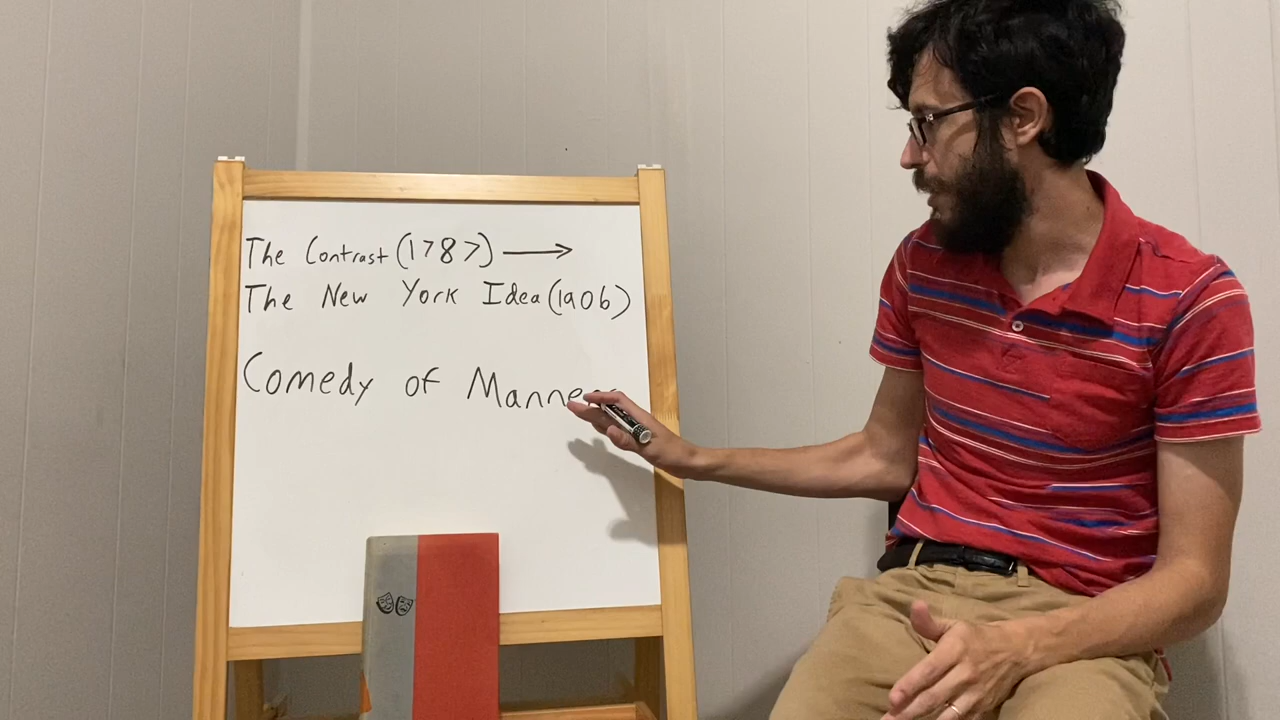 The Contrast (1787) →
The New York Idea (1906)
Comedy of Manners